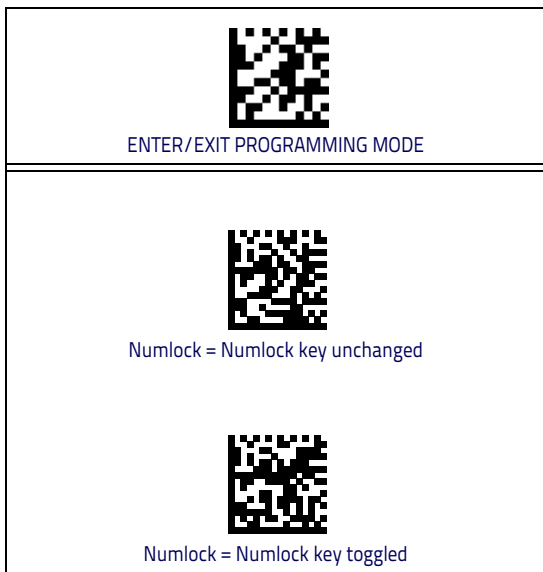 ENTER/EXIT PROGRAMMING MODE
Numlock = Numlock key unchanged
Numlock = Numlock key toggled